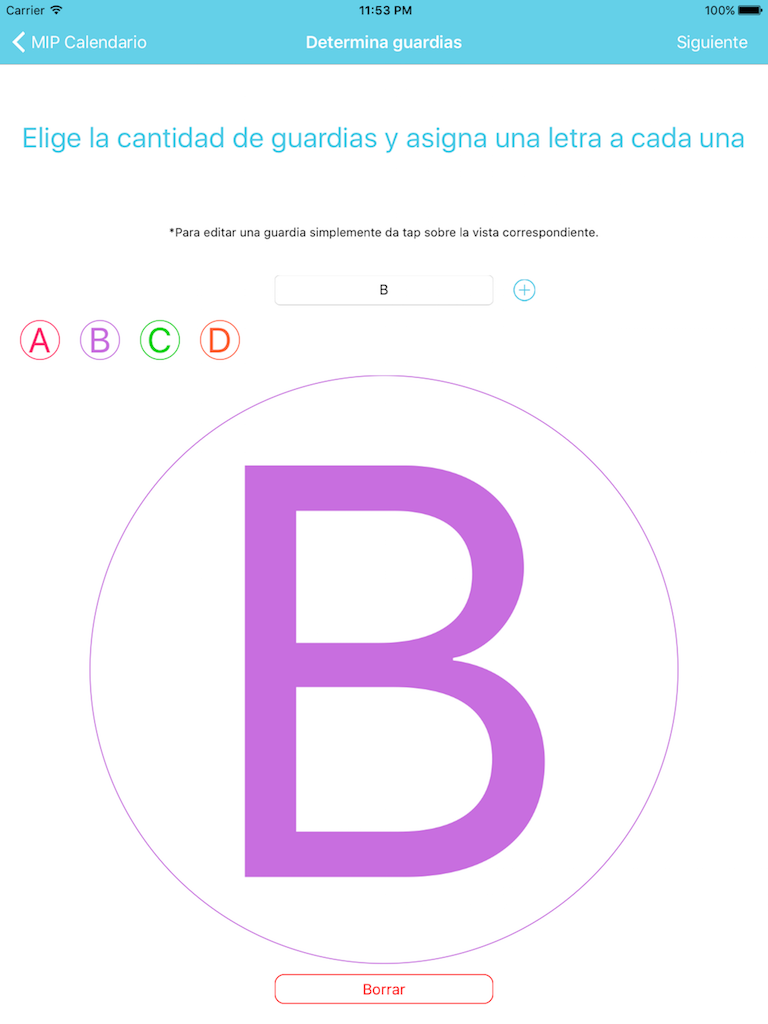 Carrier 11:53 PM 100%
MIP Calendario Determina guardias Siguiente
Elige la cantidad de guardias y asigna una letra a cada una
*Para editar una guardia simplemente da tap sobre la vista correspondiente.
B
A B C D
B
Borrar